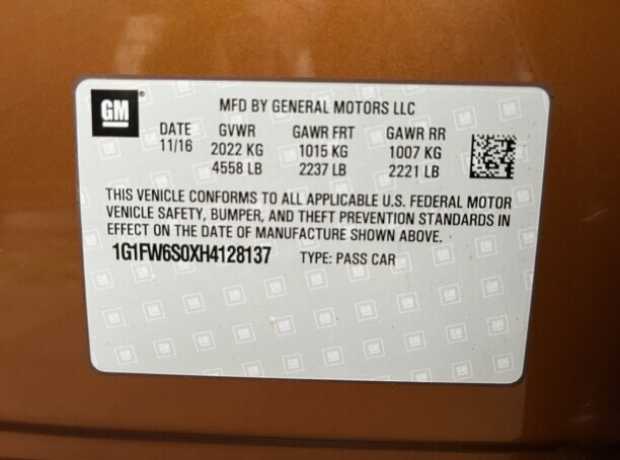 GM
MFD BY GENERAL MOTORS LLC
DATE GVWR GAWR FRT GAWR RR
11/16 2022 KG 1015 KG 1007 KG
4558 LB 2237 LB 2221 LB
THIS VEHICLE CONFORMS TO ALL APPLICABLE U.S. FEDERAL MOTOR
VEHICLE SAFETY, BUMPER, AND THEFT PREVENTION STANDARDS IN
EFFECT ON THE DATE OF MANUFACTURE SHOWN ABOVE.
1G1FW6S0XH4128137 TYPE: PASS CAR